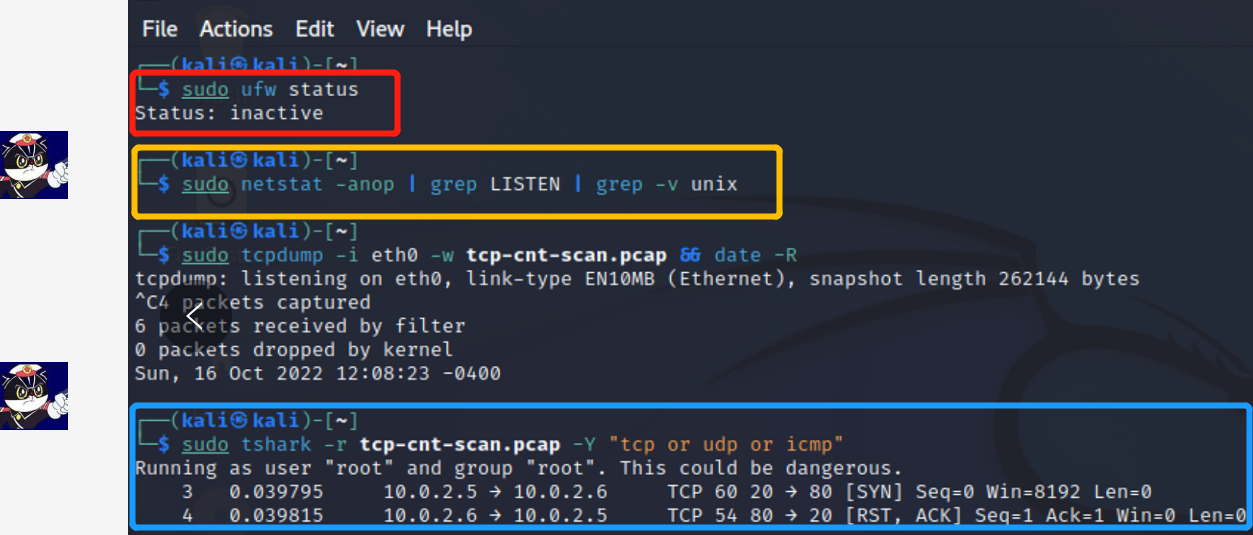 File Actions Edit View Help
┌──(kali㉿kali)-[~]
└─$ sudo ufw status
Status: inactive
┌──(kali㉿kali)-[~]
└─$ sudo netstat -anop | grep LISTEN | grep -v unix
┌──(kali㉿kali)-[~]
└─$ sudo tcpdump -i eth0 -w tcp-cnt-scan.pcap && date -R
tcpdump: listening on eth0, link-type EN10MB (Ethernet), snapshot length 262144 bytes
^C4 packets captured
6 packets received by filter
0 packets dropped by kernel
Sun, 16 Oct 2022 12:08:23 -0400
┌──(kali㉿kali)-[~]
└─$ sudo tshark -r tcp-cnt-scan.pcap -Y "tcp or udp or icmp"
Running as user "root" and group "root". This could be dangerous.
    3   0.039795     10.0.2.5 → 10.0.2.6     TCP 60 20 → 80 [SYN] Seq=0 Win=8192 Len=0
    4   0.039815     10.0.2.6 → 10.0.2.5     TCP 54 80 → 20 [RST, ACK] Seq=1 Ack=1 Win=0 Len=0